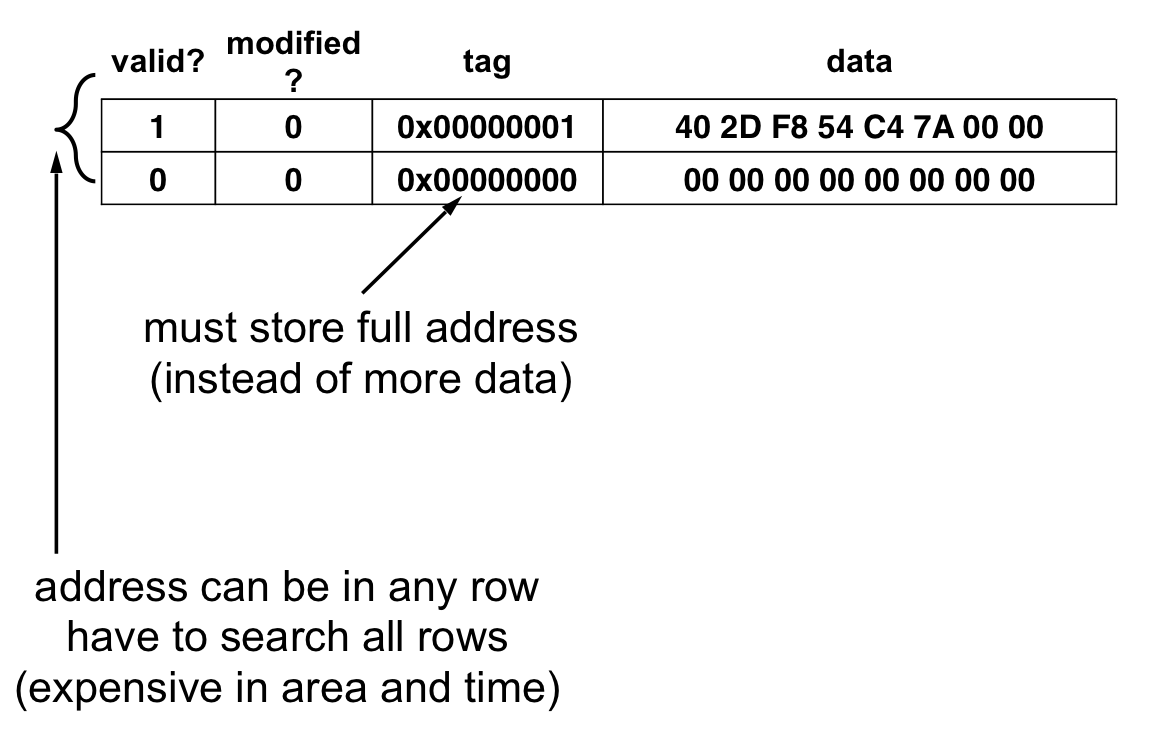 valid? modified ? tag data
1 0 0x00000001 40 2D F8 54 C4 7A 00 00
0 0 0x00000000 00 00 00 00 00 00 00 00
must store full address
(instead of more data)
address can be in any row
have to search all rows
(expensive in area and time)